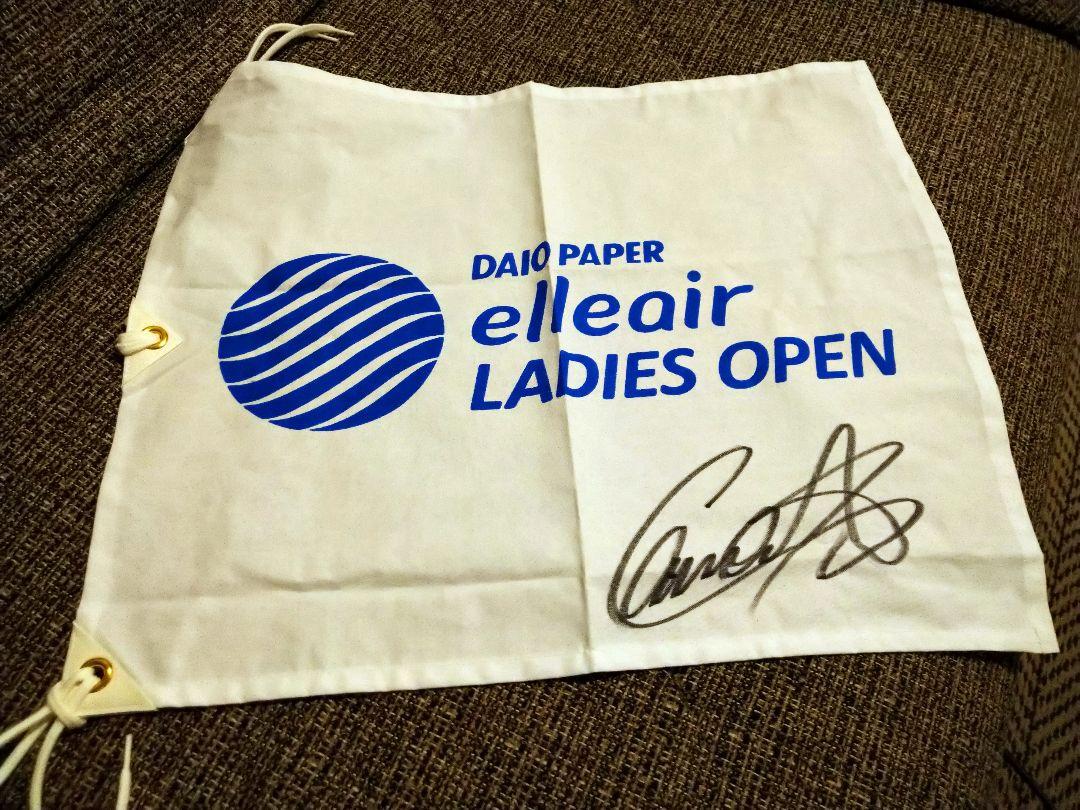 DAIO PAPER
elleair
LADIES OPEN